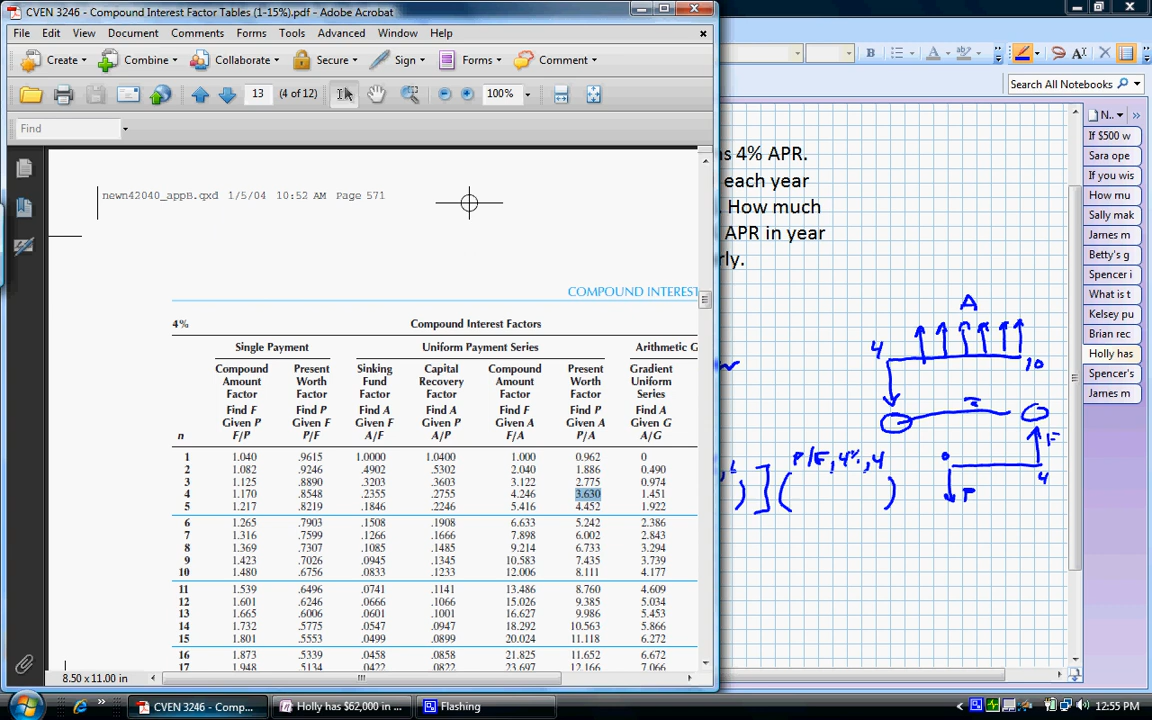 CVEN 3246 - Compound Interest Factor Tables (1-15%).pdf - Adobe Acrobat
File Edit View Document Comments Forms Tools Advanced Window Help
Create Combine Collaborate Secure Sign Forms Comment
13 (4 of 12) 100%
Find
Search All Notebooks
newn42040_appB.qxd 1/5/04 10:52 AM Page 571
COMPOUND INTEREST
4% Compound Interest Factors
Single Payment Uniform Payment Series Arithmetic G
Compound Present Sinking Capital Compound Present Gradient
Amount Worth Fund Recovery Amount Worth Uniform
Factor Factor Factor Factor Factor Factor Series
Find F Find P Find A Find A Find F Find P Find A
Given P Given F Given F Given P Given A Given A Given G
n F/P P/F A/F A/P F/A P/A A/G
1 1.040 .9615 1.0000 1.0400 1.000 0.962 0
2 1.082 .9246 .4902 .5302 2.040 1.886 0.490
3 1.125 .8890 .3203 .3603 3.122 2.775 0.974
4 1.170 .8548 .2355 .2755 4.246 3.630 1.451
5 1.217 .8219 .1846 .2246 5.416 4.452 1.922
6 1.265 .7903 .1508 .1908 6.633 5.242 2.386
7 1.316 .7599 .1266 .1666 7.898 6.002 2.843
8 1.369 .7307 .1085 .1485 9.214 6.733 3.294
9 1.423 .7026 .0945 .1345 10.583 7.435 3.739
10 1.480 .6756 .0833 .1233 12.006 8.111 4.177
11 1.539 .6496 .0741 .1141 13.486 8.760 4.609
12 1.601 .6246 .0666 .1066 15.026 9.385 5.034
13 1.665 .6006 .0601 .1001 16.627 9.986 5.453
14 1.732 .5775 .0547 .0947 18.292 10.563 5.866
15 1.801 .5553 .0499 .0899 20.024 11.118 6.272
16 1.873 .5339 .0458 .0858 21.825 11.652 6.672
17 1.948 .5134 .0422 .0822 23.697 12.166 7.066
8.50 x 11.00 in
s 4% APR.
each year
. How much
APR in year
rly.
A
4
10
P/F, 4%, 4
F
0
4
P
N..
If $500 w
Sara ope
If you wis
How mu
Sally mak
James m
Betty's g
Spencer i
What is t
Kelsey pu
Brian rec
Holly has
Spencer's
James m
CVEN 3246 - Comp... Holly has $62,000 in ... Flashing 12:55 PM